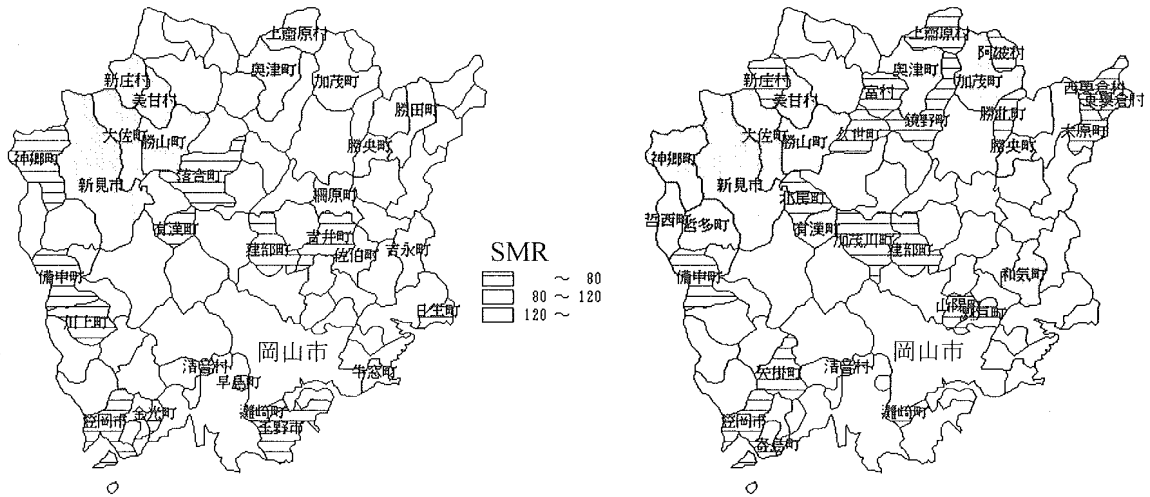 上齋原村
奥津町
加茂町
新庄村
美甘村
勝田町
大佐町
勝山町
勝央町
神郷町
落合町
新見市
柵原町
有漢町
建部町
吉井町
佐伯町
吉永町
備中町
川上町
日生町
岡山市
清音村
早島町
牛窓町
笠岡市
金光町
灘崎町
玉野市
SMR
～ 80
80 ～ 120
120 ～
上齋原村
阿波村
奥津町
加茂町
新庄村
美甘村
富村
西粟倉村
東粟倉村
鏡野町
勝北町
大原町
大佐町
勝山町
久世町
勝央町
神郷町
新見市
北房町
哲西町
哲多町
有漢町
加茂川町
建部町
備中町
和気町
山陽町
岡山市
矢掛町
清音村
笠岡市
灘崎町
寄島町